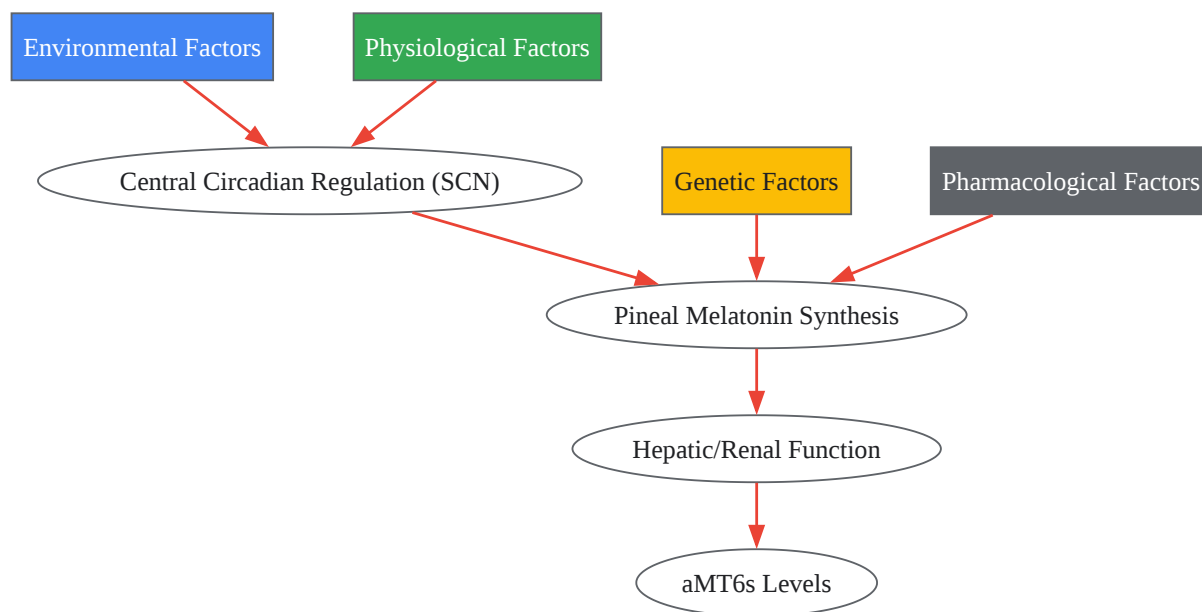 Environmental Factors
Physiological Factors
Central Circadian Regulation (SCN)
Genetic Factors
Pharmacological Factors
Pineal Melatonin Synthesis
Hepatic/Renal Function
aMT6s Levels